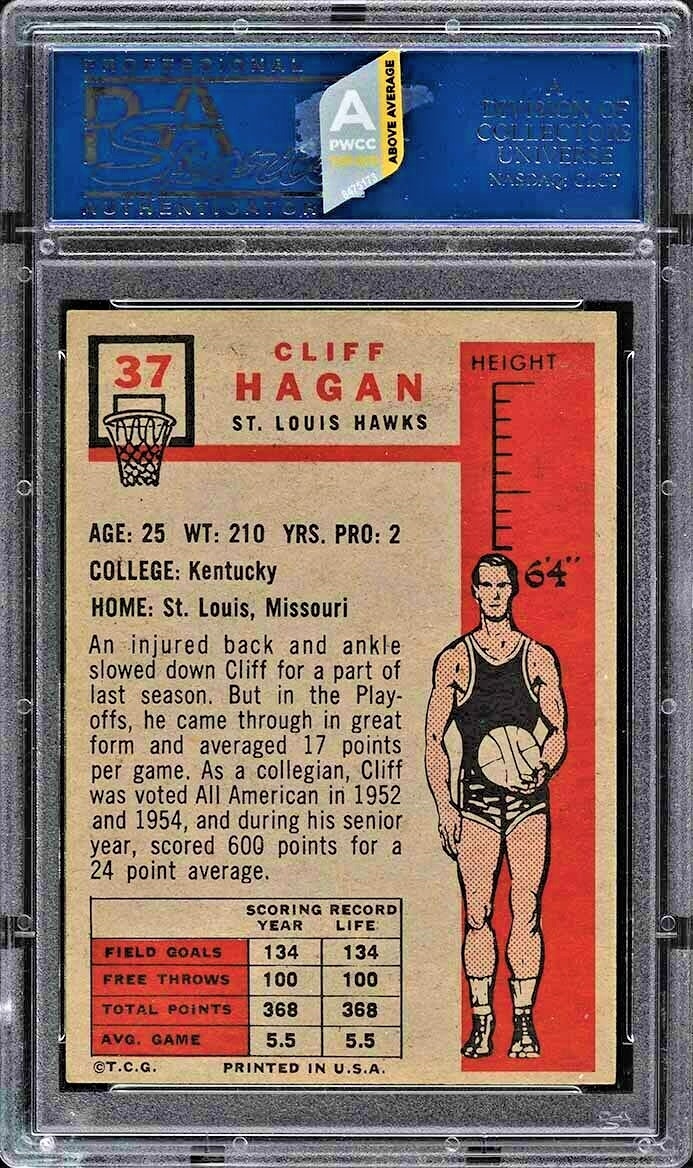 PROFESSIONAL
PSA
AUTHENTICATOR
A
PWCC
ABOVE AVERAGE
A
DIVISION OF
COLLECTORS
UNIVERSE
NASDAQ: CLCT
37
CLIFF
HAGAN
ST. LOUIS HAWKS
HEIGHT
6'4"
AGE: 25 WT: 210 YRS. PRO: 2
COLLEGE: Kentucky
HOME: St. Louis, Missouri
An injured back and ankle
slowed down Cliff for a part of
last season. But in the Play-
offs, he came through in great
form and averaged 17 points
per game. As a collegian, Cliff
was voted All American in 1952
and 1954, and during his senior
year, scored 600 points for a
24 point average.
SCORING RECORD
YEAR LIFE
FIELD GOALS 134 134
FREE THROWS 100 100
TOTAL POINTS 368 368
AVG. GAME 5.5 5.5
©T.C.G. PRINTED IN U.S.A.